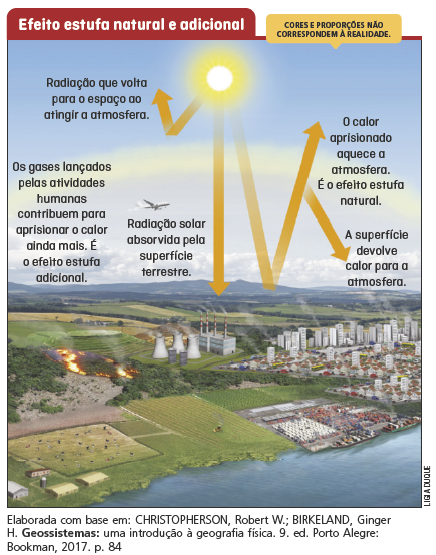 Efeito estufa natural e adicional
CORES E PROPORÇÕES NÃO
CORRESPONDEM À REALIDADE.
Radiação que volta
para o espaço ao
atingir a atmosfera.
O calor
aprisionado
aquece a
atmosfera.
É o efeito estufa
natural.
Os gases lançados
pelas atividades
humanas
contribuem para
aprisionar o calor
ainda mais. É
o efeito estufa
adicional.
Radiação solar
absorvida pela
superfície
terrestre.
A superfície
devolve
calor para a
atmosfera.
LIGIA DUQUE
Elaborada com base em: CHRISTOPHERSON, Robert W.; BIRKELAND, Ginger
H. Geossistemas: uma introdução à geografia física. 9. ed. Porto Alegre:
Bookman, 2017. p. 84